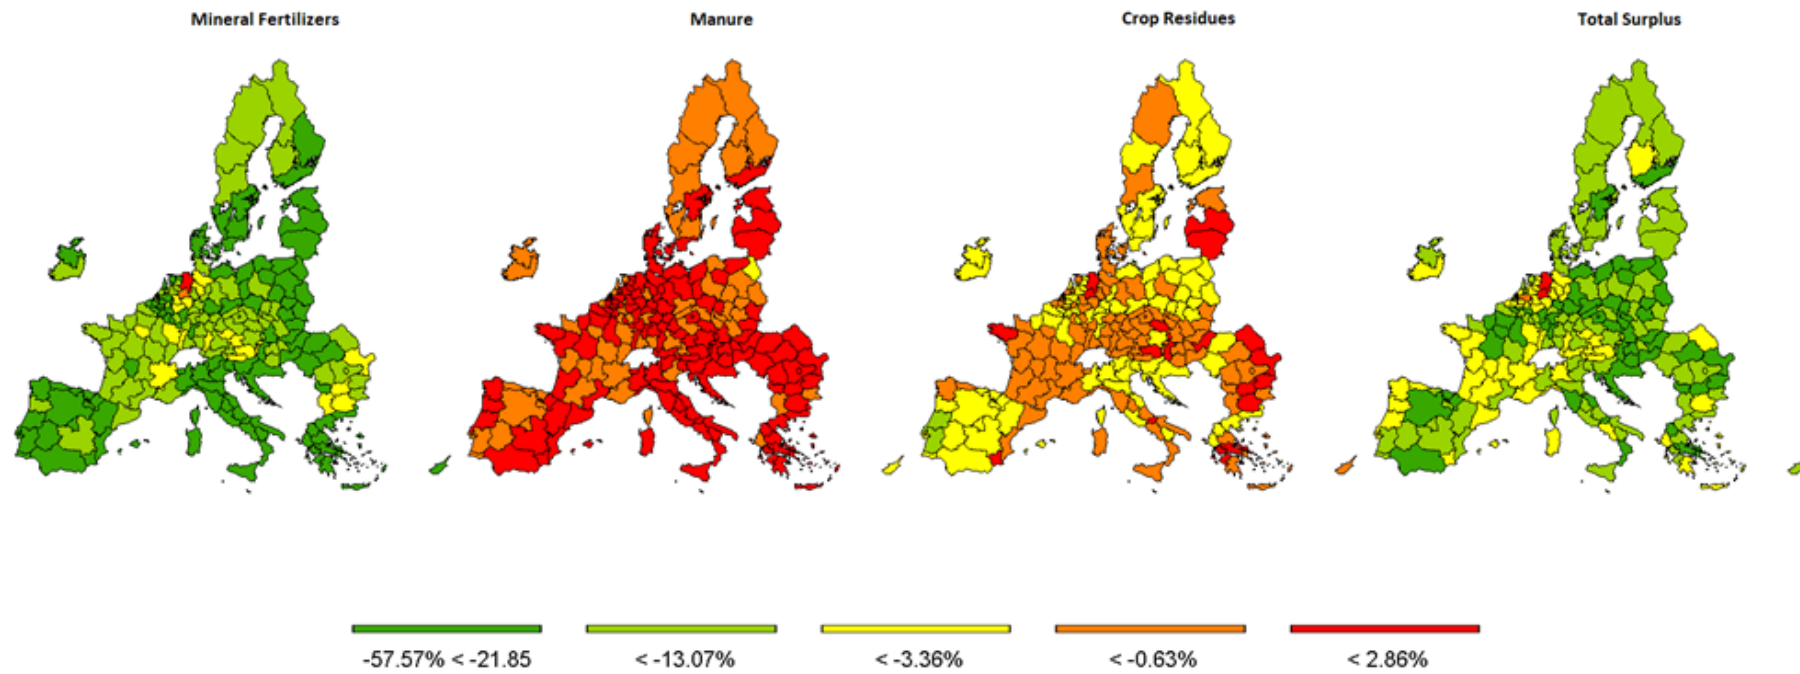 Mineral Fertilizers Manure Crop Residues Total Surplus
-57.57% < -21.85 < -13.07% < -3.36% < -0.63% < 2.86%